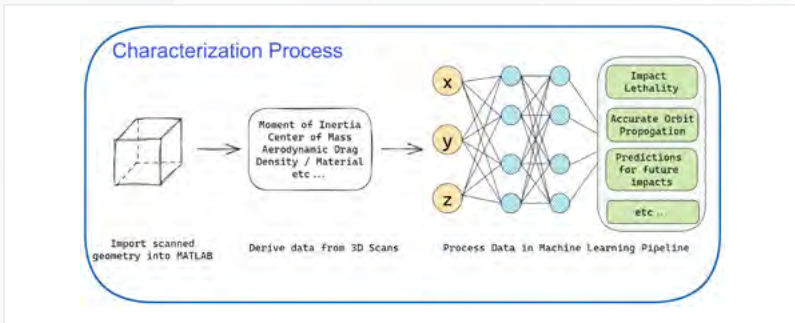 Characterization Process
Import scanned
geometry into MATLAB
Moment of Inertia
Center of Mass
Aerodynamic Drag
Density / Material
etc...
Derive data from 3D Scans
x
y
z
Process Data in Machine Learning Pipeline
Impact
Lethality
Accurate Orbit
Propogation
Predictions
for future
impacts
etc..